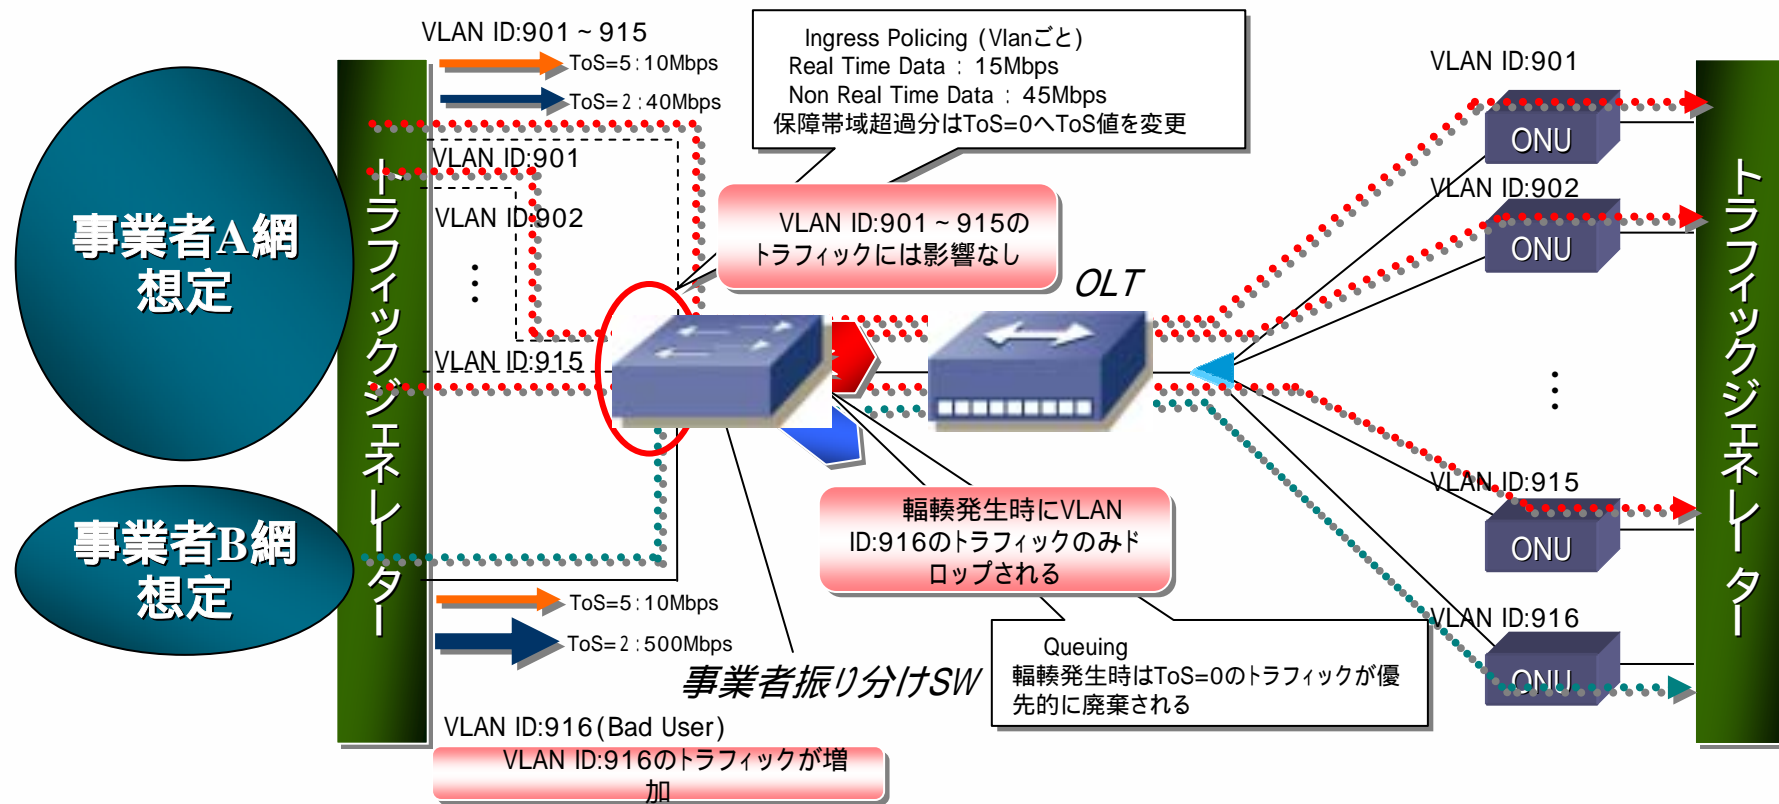 VLAN ID:901～915
ToS=5：10Mbps
ToS=2：40Mbps
Ingress Policing (Vlanごと)
Real Time Data：15Mbps
Non Real Time Data：45Mbps
保障帯域超過分はToS=0へToS値を変更
VLAN ID:901
ONU
VLAN ID:902
ONU
⋮
VLAN ID:915
ONU
VLAN ID:916
ONU
トラフィックジェネレーター
トラフィックジェネレーター
事業者A網
想定
事業者B網
想定
VLAN ID:901
VLAN ID:902
⋮
VLAN ID:915
VLAN ID:901～915の
トラフィックには影響なし
OLT
輻輳発生時にVLAN
ID:916のトラフィックのみド
ロップされる
ToS=5：10Mbps
ToS=2：500Mbps
事業者振り分けSW
Queuing
輻輳発生時はToS=0のトラフィックが優
先的に廃棄される
VLAN ID:916(Bad User)
VLAN ID:916のトラフィックが増
加